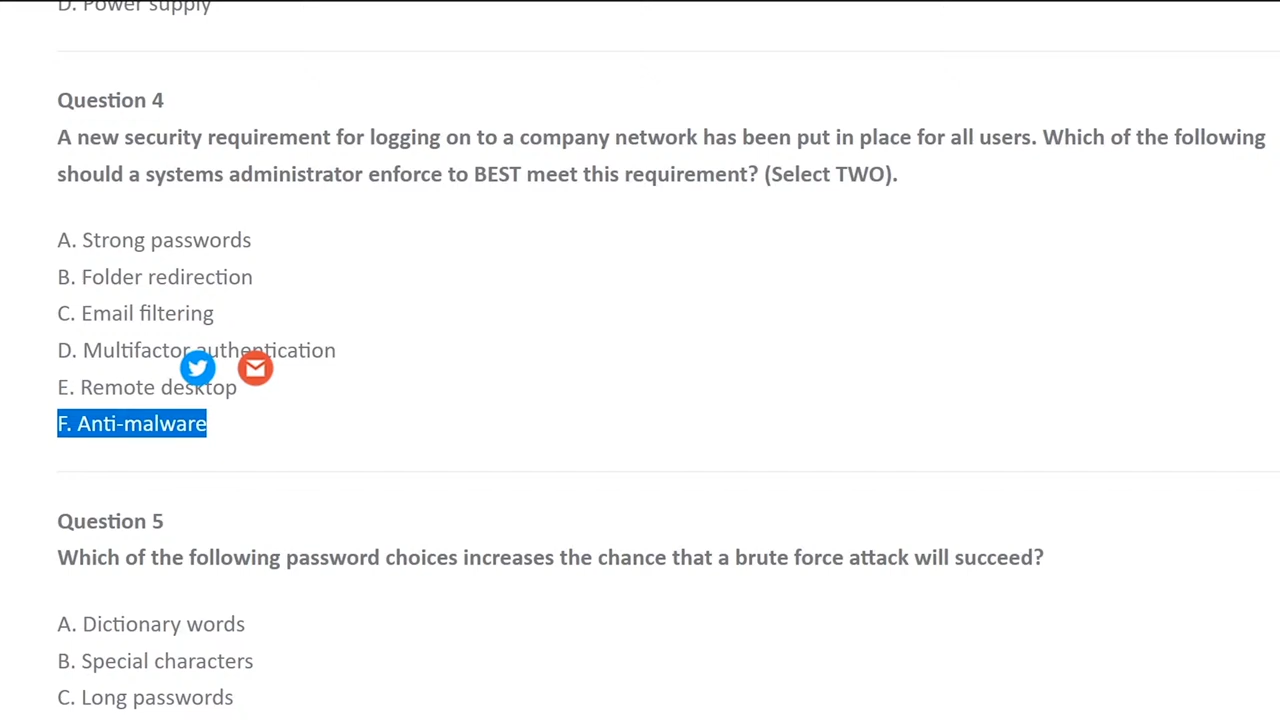 D. Power supply
Question 4
A new security requirement for logging on to a company network has been put in place for all users. Which of the following
should a systems administrator enforce to BEST meet this requirement? (Select TWO).
A. Strong passwords
B. Folder redirection
C. Email filtering
D. Multifactor authentication
E. Remote desktop
F. Anti-malware
Question 5
Which of the following password choices increases the chance that a brute force attack will succeed?
A. Dictionary words
B. Special characters
C. Long passwords